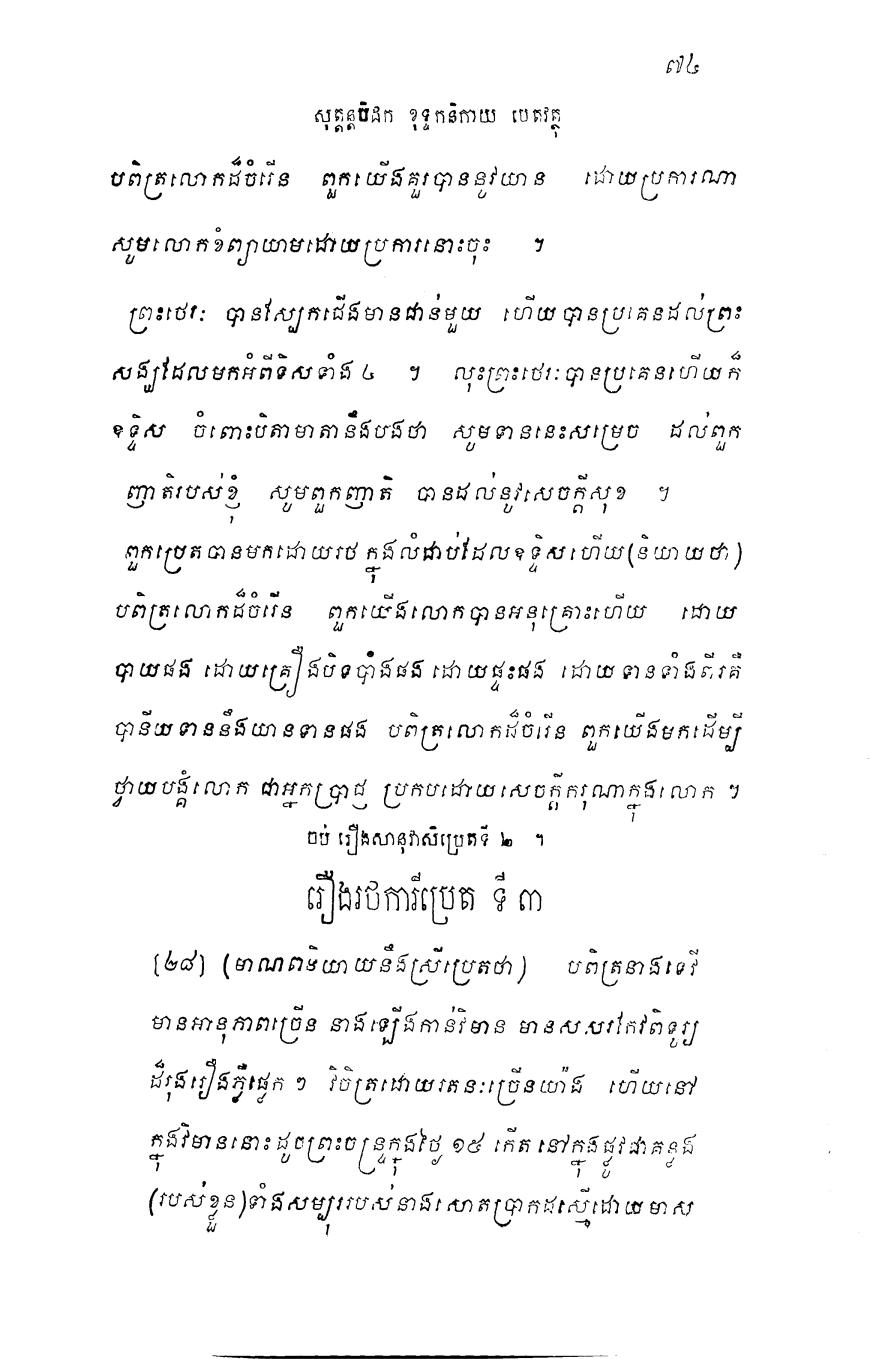 ៧៤
សុត្តន្តបិដក ខុទ្ទកនិកាយ បេតវត្ថុ
បពិត្រលោកដ៏ចំរើន ពួកយើងគួរបាននូវយាន ដោយប្រការណា
សូមលោកខំព្យាយាមដោយប្រការនោះចុះ ។
ព្រះថេរៈ បានស្បែកជើងមានជាន់មួយ ហើយបានប្រគេនដល់ព្រះ
សង្ឃដែលមកអំពីទិសទាំង ៤ ។ លុះព្រះថេរៈបានប្រគេនហើយក៏
ឧទ្ទិស ចំពោះបិតាមាតានឹងបងថា សូមទាននេះសម្រេច ដល់ពួក
ញាតិរបស់ខ្ញុំ សូមពួកញាតិ បានដល់នូវសេចក្តីសុខ ។
ពួកប្រេតបានមកដោយរថ ក្នុងលំដាប់ដែលឧទ្ទិសហើយ(និយាយថា)
បពិត្រលោកដ៏ចំរើន ពួកយើងលោកបានអនុគ្រោះហើយ ដោយ
បាយផង ដោយគ្រឿងបិទបាំងផង ដោយផ្ទះផង ដោយទានទាំងពីរគឺ
បានីយទាននឹងយានទានផង បពិត្រលោកដ៏ចំរើន ពួកយើងមកដើម្បី
ថ្វាយបង្គំលោក ជាអ្នកប្រាជ្ញ ប្រកបដោយសេចក្តីករុណាក្នុងលោក ។
ចប់ រឿងសានុវាសិប្រេតទី ២ ។
រឿងរថការីប្រេត ទី ៣
[២៨] (មាណពនិយាយនឹងស្រីប្រេតថា) បពិត្រនាងទេវី
មានអានុភាពច្រើន នាងឡើងកាន់វិមាន មានសសរកែវពិទូរ្យ
ដ៏រុងរឿងភ្លឺផ្លេក ៗ វិចិត្រដោយរតនៈច្រើនយ៉ាង ហើយនៅ
ក្នុងវិមាននោះដូចព្រះចន្ទ្រក្នុងថ្ងៃ ១៥ កើត នៅក្នុងផ្លូវជាគន្លង
(របស់ខ្លួន)ទាំងសម្បុររបស់នាងសោតប្រាកដស្មើដោយមាស